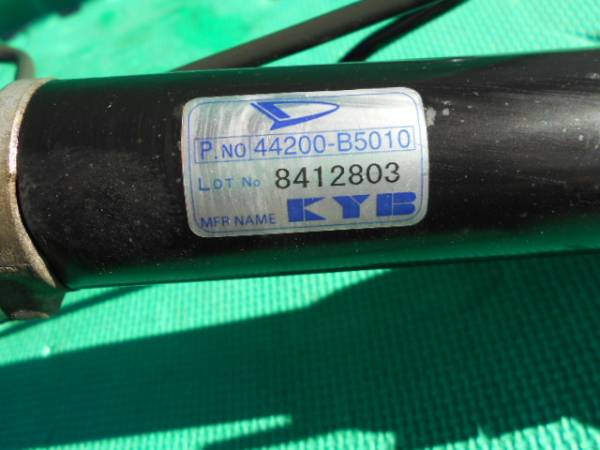 P.NO 44200-B5010
LOT No 8412803
MFR NAME KYB